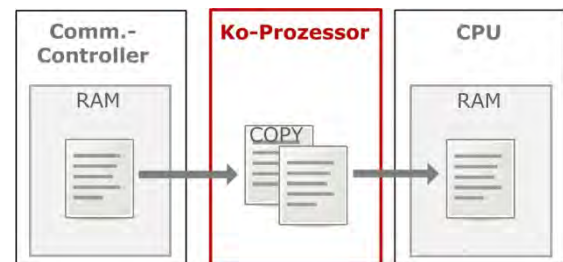 Comm.-
Controller
RAM
Ko-Prozessor
COPY
CPU
RAM